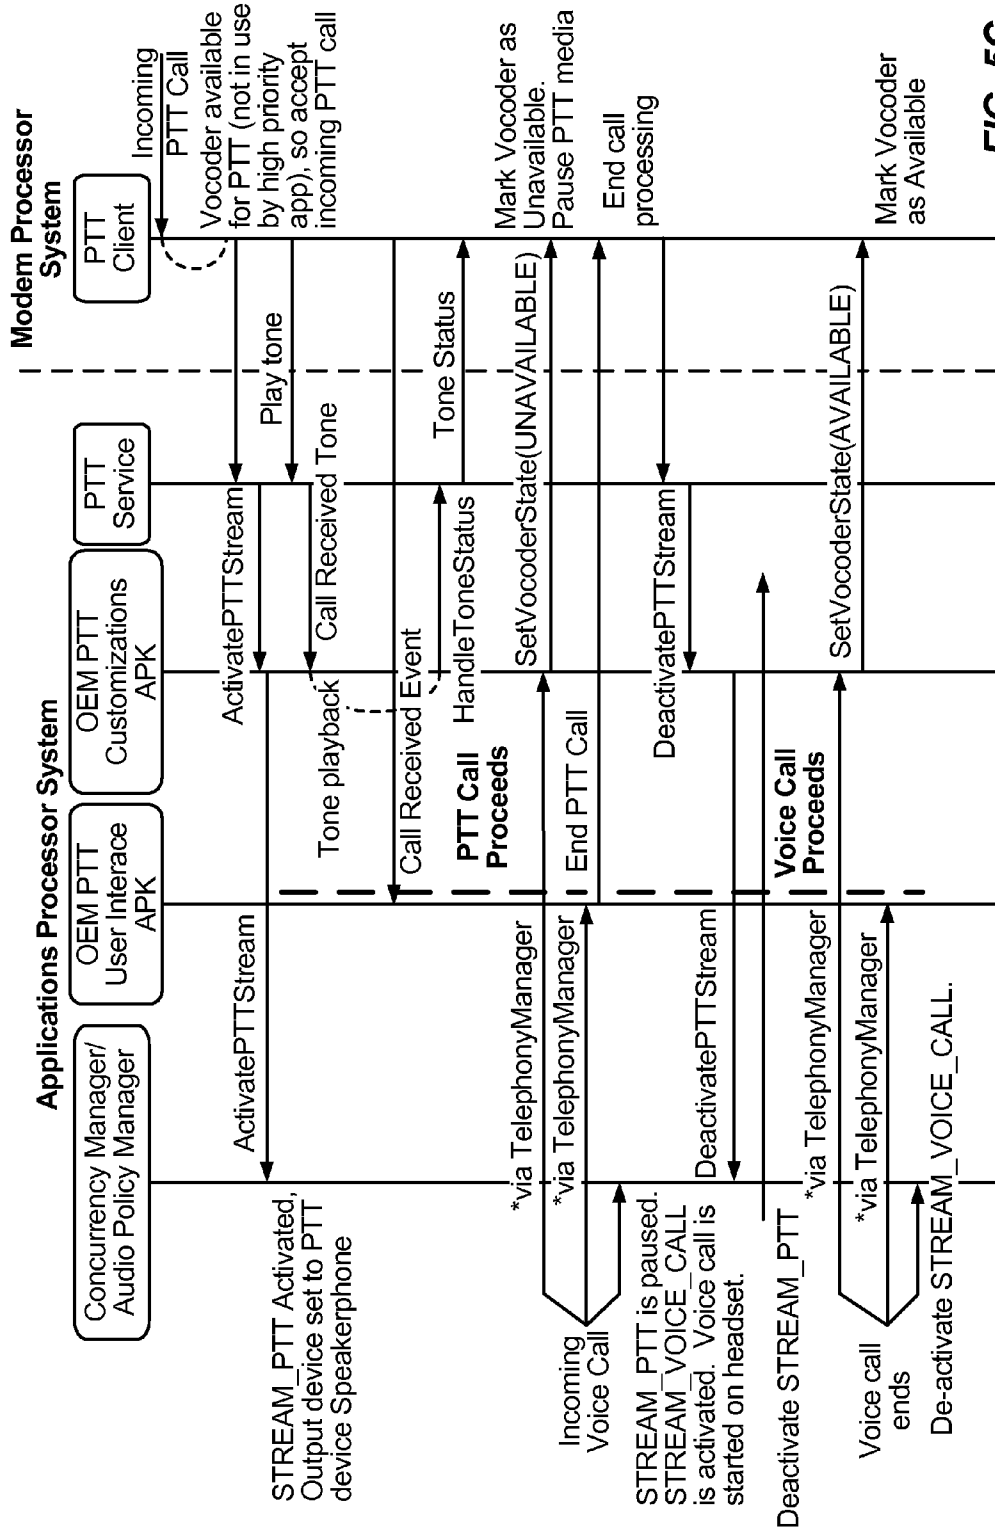 Applications Processor System
Modem Processor
System
Concurrency Manager/
Audio Policy Manager
OEM PTT
User Interace
APK
OEM PTT
Customizations
APK
PTT
Service
PTT
Client
Incoming
PTT Call
Vocoder available
for PTT (not in use
by high priority
app), so accept
incoming PTT call
ActivatePTTStream
ActivatePTTStream
STREAM_PTT Activated,
Output device set to PTT
device Speakerphone
Play tone
Call Received Tone
Tone playback
Call Received Event
HandleToneStatus
Tone Status
PTT Call
Proceeds
*via TelephonyManager
*via TelephonyManager
Incoming
Voice Call
SetVocoderState(UNAVAILABLE)
Mark Vocoder as
Unavailable.
Pause PTT media
End PTT Call
End call
processing
STREAM_PTT is paused.
STREAM_VOICE_CALL
is activated. Voice call is
started on headset.
DeactivatePTTStream
DeactivatePTTStream
Deactivate STREAM_PTT
Voice Call
Proceeds
*via TelephonyManager
*via TelephonyManager
Voice call
ends
SetVocoderState(AVAILABLE)
Mark Vocoder
as Available
De-activate STREAM_VOICE_CALL.